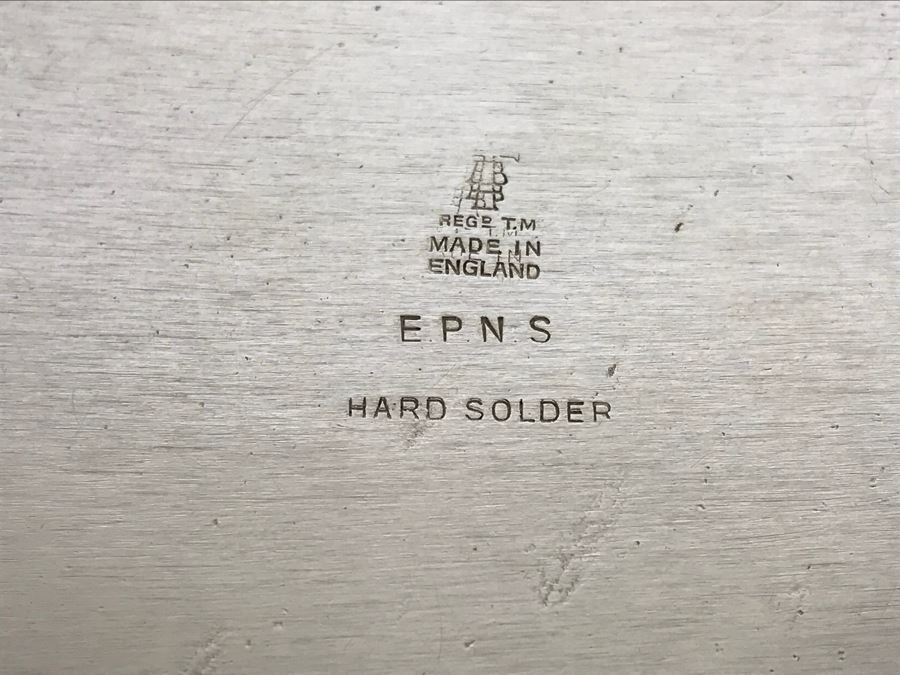 REGᴰ T.M
MADE IN
ENGLAND
E.P.N.S
HARD SOLDER